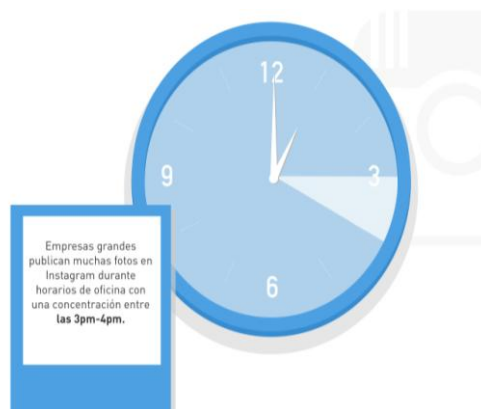 12
9
3
6
Empresas grandes
publican muchas fotos en
Instagram durante
horarios de oficina con
una concentración entre
las 3pm-4pm.